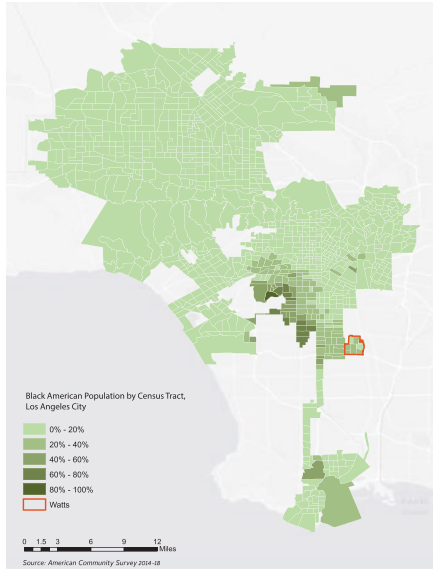 Black American Population by Census Tract,
Los Angeles City
0% - 20%
20% - 40%
40% - 60%
60% - 80%
80% - 100%
Watts
0 1.5 3 6 9 12
Miles
Source: American Community Survey 2014-18